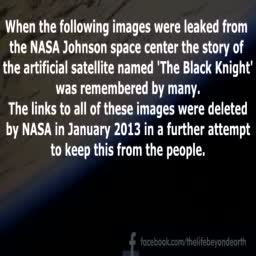 When the following images were leaked from
the NASA Johnson space center the story of
the artificial satellite named 'The Black Knight'
was remembered by many.
The links to all of these images were deleted
by NASA in January 2013 in a further attempt
to keep this from the people.
facebook.com/thelifebeyondearth